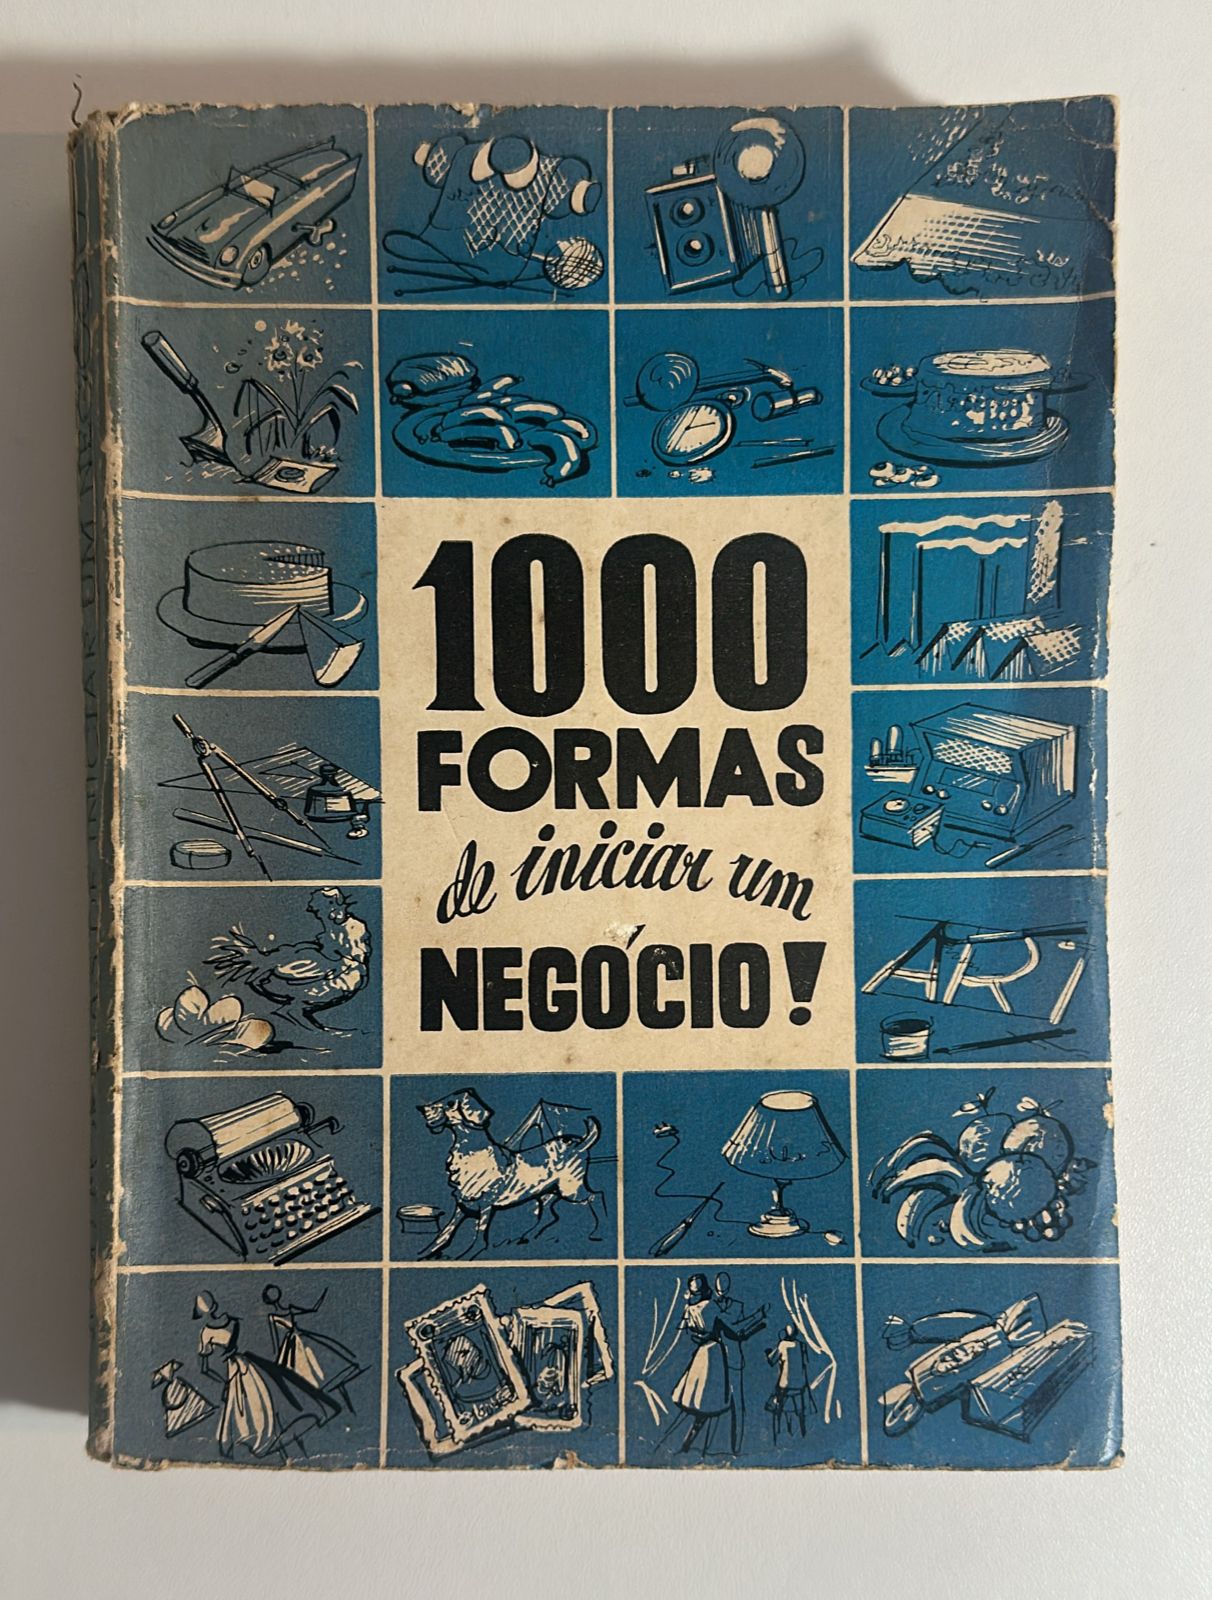 1000
FORMAS
de iniciar um
NEGÓCIO!
ART